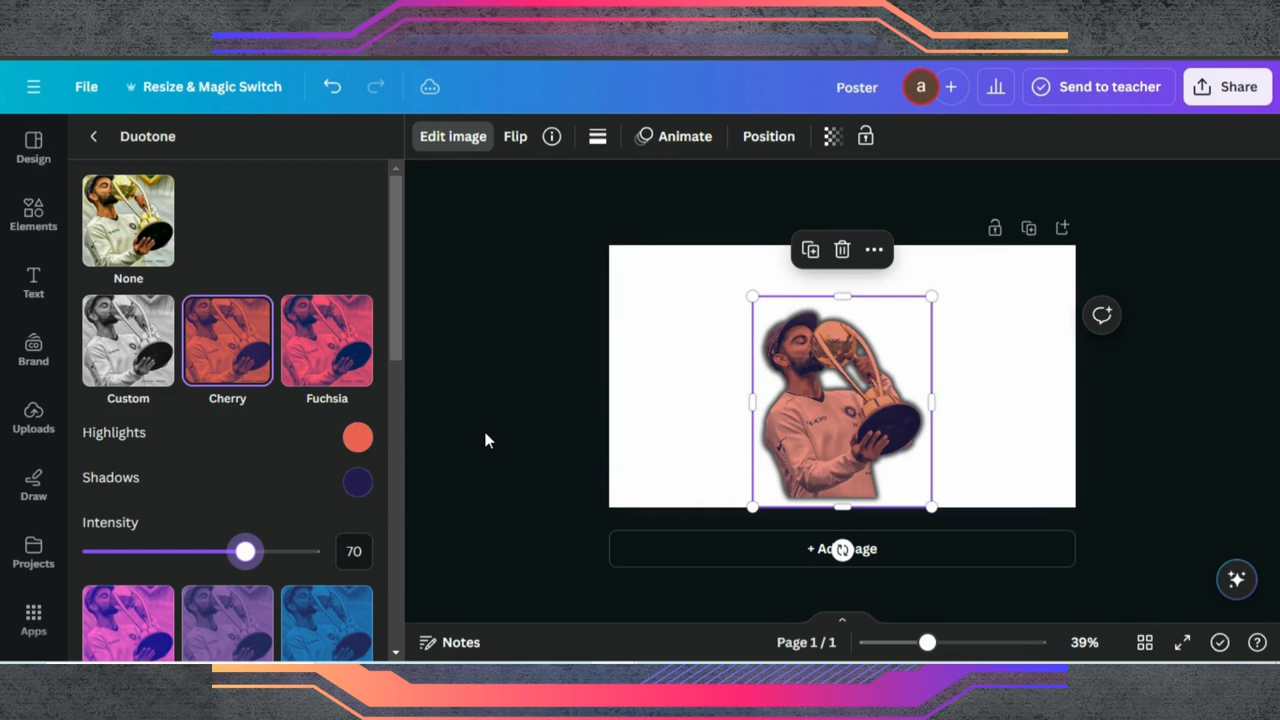 File
Resize & Magic Switch
Poster
a
Send to teacher
Share
Design
Elements
Text
Brand
Uploads
Draw
Projects
Apps
Duotone
None
Custom
Cherry
Fuchsia
Highlights
Shadows
Intensity
70
Edit image
Flip
Animate
Position
oppo
Notes
Page 1 / 1
39%